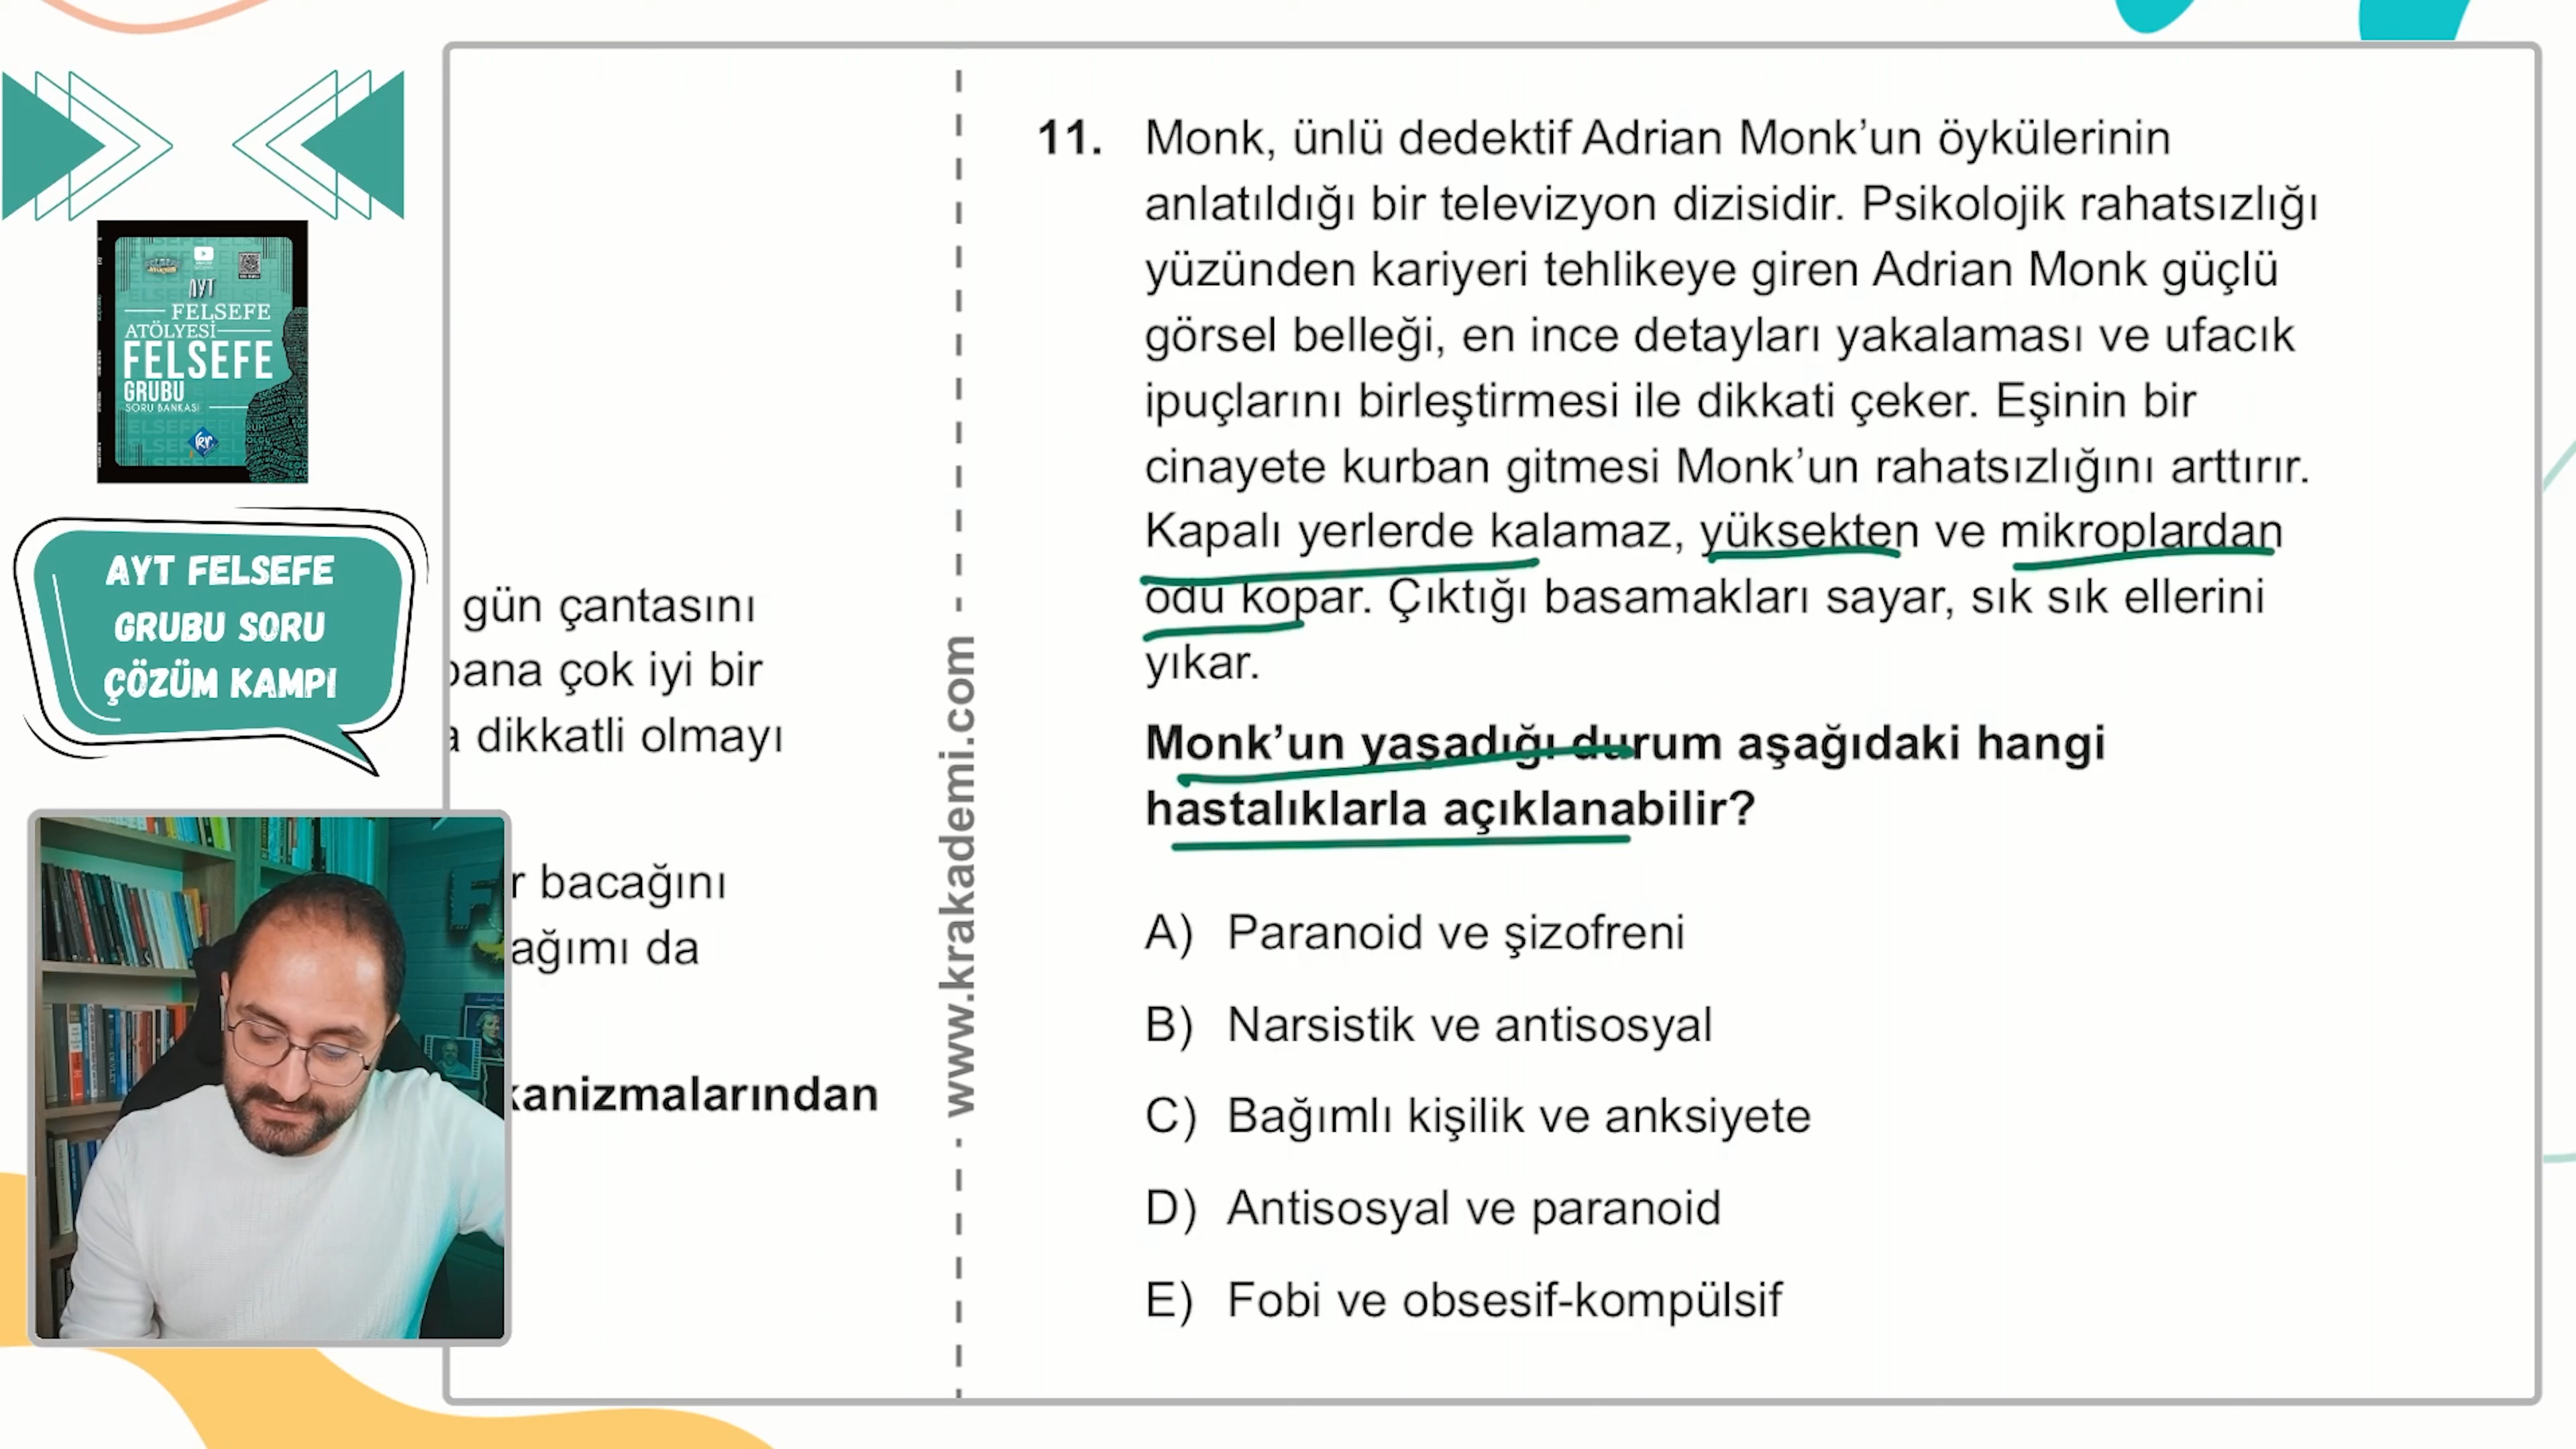 AYT
FELSEFE
ATÖLYESİ
FELSEFE
GRUBU
SORU BANKASI
AYT FELSEFE
GRUBU SORU
ÇÖZÜM KAMPI
gün çantasını
bana çok iyi bir
a dikkatli olmayı
r bacağını
ağımı da
kanizmalarından
www.krakademi.com
11. Monk, ünlü dedektif Adrian Monk’un öykülerinin
anlatıldığı bir televizyon dizisidir. Psikolojik rahatsızlığı
yüzünden kariyeri tehlikeye giren Adrian Monk güçlü
görsel belleği, en ince detayları yakalaması ve ufacık
ipuçlarını birleştirmesi ile dikkati çeker. Eşinin bir
cinayete kurban gitmesi Monk’un rahatsızlığını arttırır.
Kapalı yerlerde kalamaz, yüksekten ve mikroplardan
ödü kopar. Çıktığı basamakları sayar, sık sık ellerini
yıkar.
Monk’un yaşadığı durum aşağıdaki hangi
hastalıklarla açıklanabilir?
A) Paranoid ve şizofreni
B) Narsistik ve antisosyal
C) Bağımlı kişilik ve anksiyete
D) Antisosyal ve paranoid
E) Fobi ve obsesif-kompülsif